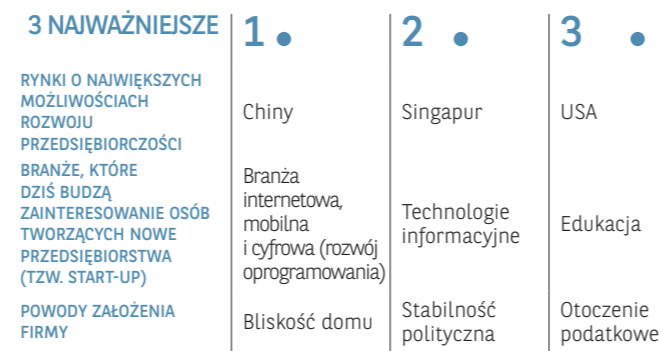 3 NAJWAŻNIEJSZE
1.
2.
3.
RYNKI O NAJWIĘKSZYCH
MOŻLIWOŚCIACH
ROZWOJU
PRZEDSIĘBIORCZOŚCI
Chiny
Singapur
USA
BRANŻE, KTÓRE
DZIŚ BUDZĄ
ZAINTERESOWANIE OSÓB
TWORZĄCYCH NOWE
PRZEDSIĘBIORSTWA
(TZW. START-UP)
Branża
internetowa,
mobilna
i cyfrowa (rozwój
oprogramowania)
Technologie
informacyjne
Edukacja
POWODY ZAŁOŻENIA
FIRMY
Bliskość domu
Stabilność
polityczna
Otoczenie
podatkowe